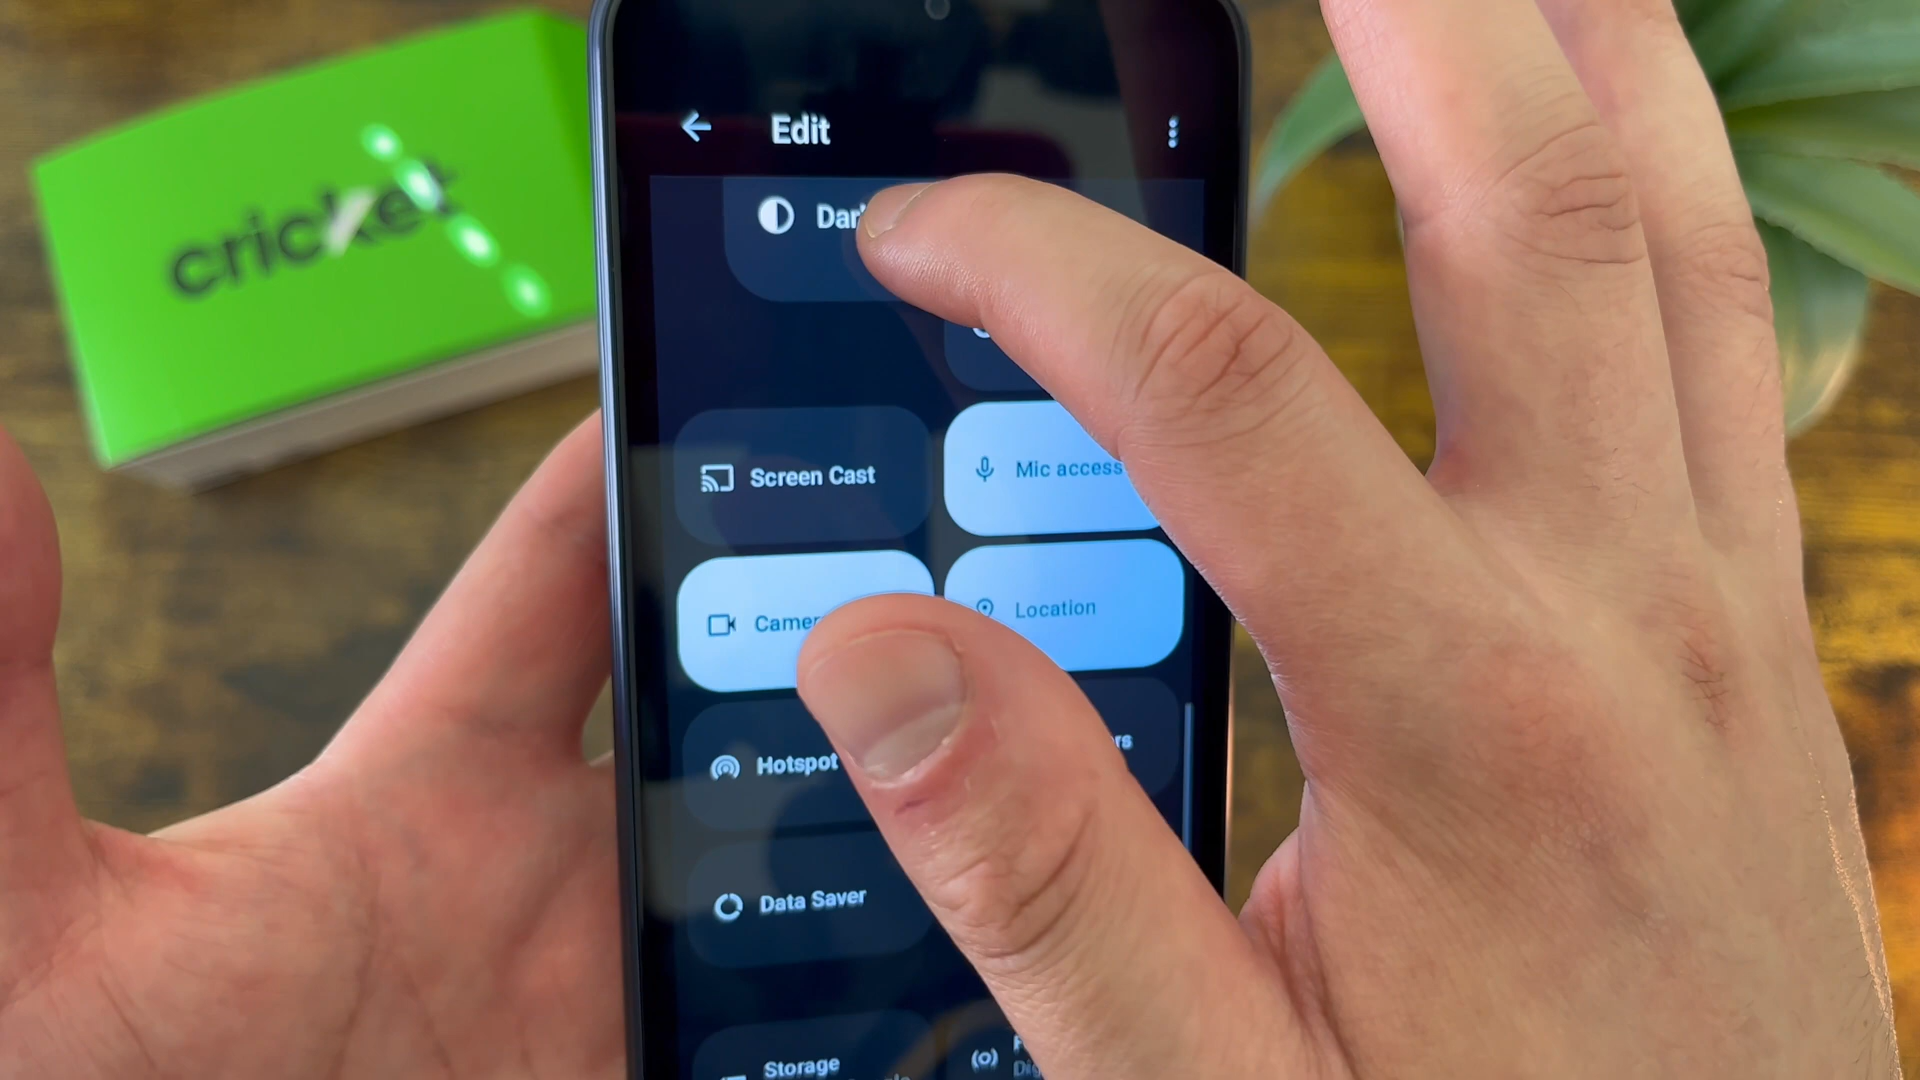 cricket
Edit
Screen Cast
Mic access
Location
Hotspot
Data Saver
Storage